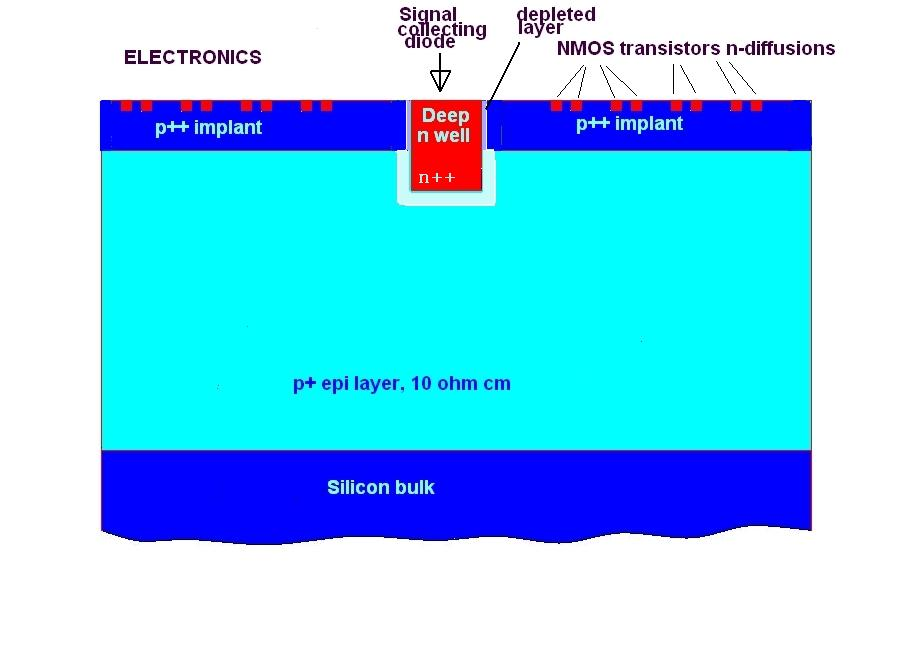 Signal
collecting
diode
depleted
layer
ELECTRONICS
NMOS transistors n-diffusions
Deep
n well
p++ implant
p++ implant
n++
p+ epi layer, 10 ohm cm
Silicon bulk